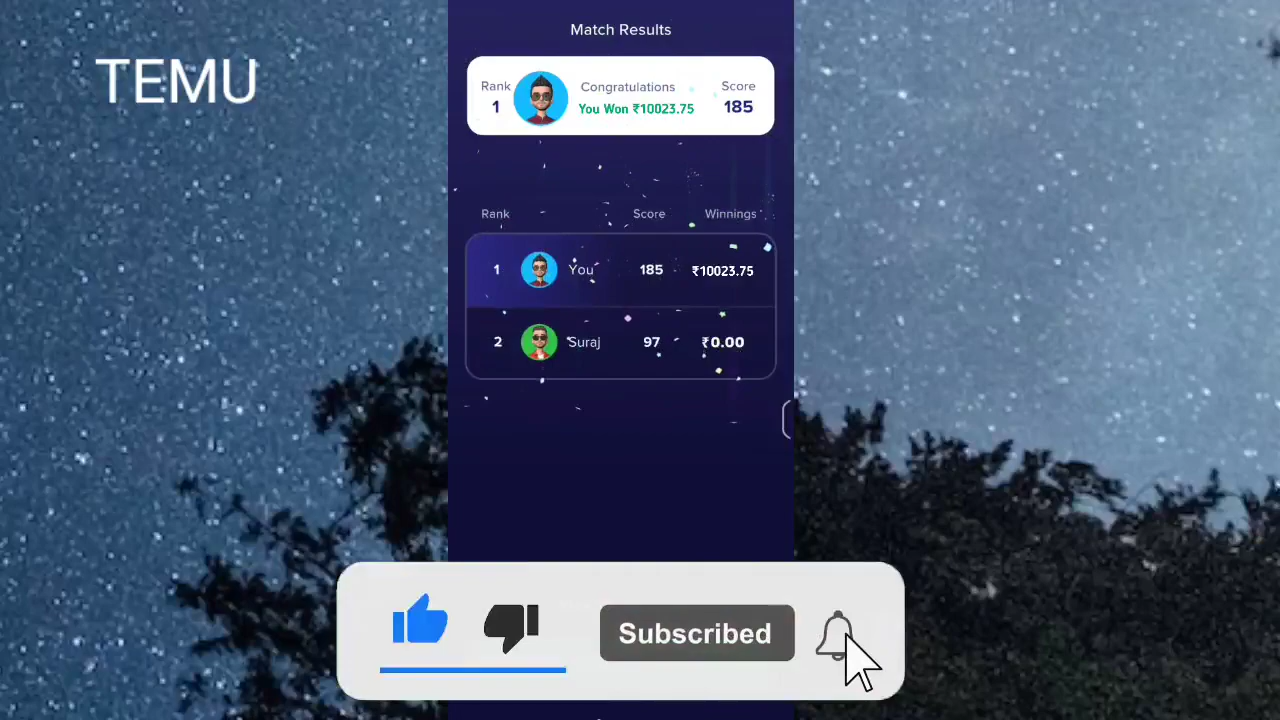 TEMU
Match Results
Rank Congratulations Score
1 You Won ₹10023.75 185
Rank Score Winnings
1 You 185 ₹10023.75
2 Suraj 97 ₹0.00
Subscribed